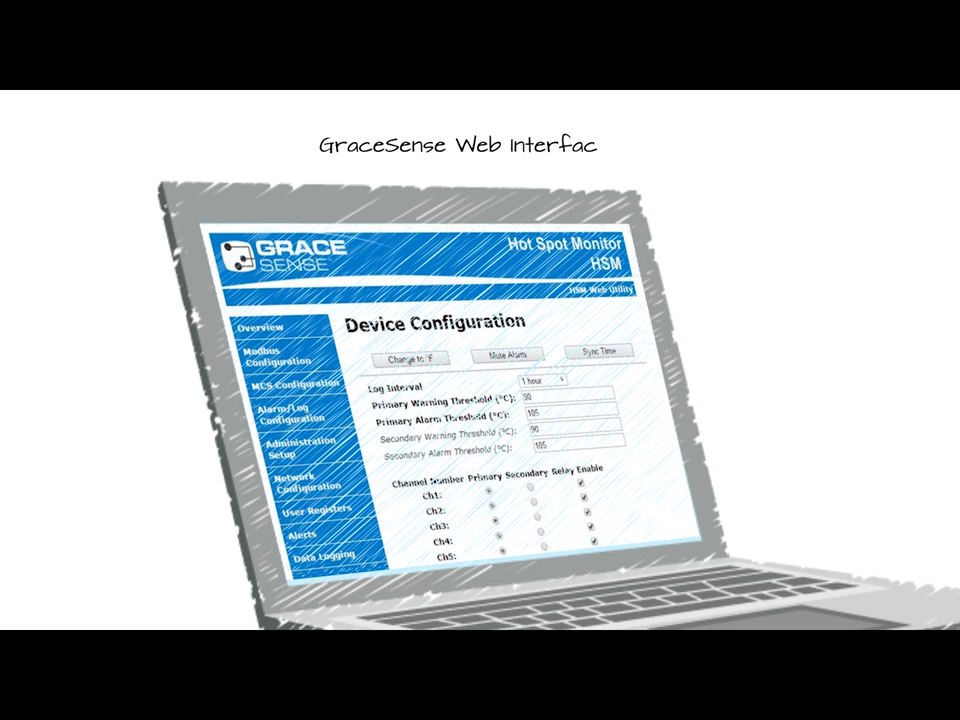 GraceSense Web Interfac
GRACE
SENSE
Hot Spot Monitor
HSM
HSM Web Utility
Overview
Modbus
Configuration
MCS Configuration
Alarm/Log
Configuration
Administration
Setup
Network
Configuration
User Registers
Alerts
Data Logging
Device Configuration
Change to °F
Mute Alarm
Sync Time
Log Interval 1 hour
Primary Warning Threshold (°C): 90
Primary Alarm Threshold (°C): 105
Secondary Warning Threshold (°C): 90
Secondary Alarm Threshold (°C): 105
Channel Number Primary Secondary Relay Enable
Ch1:
Ch2:
Ch3:
Ch4:
Ch5: